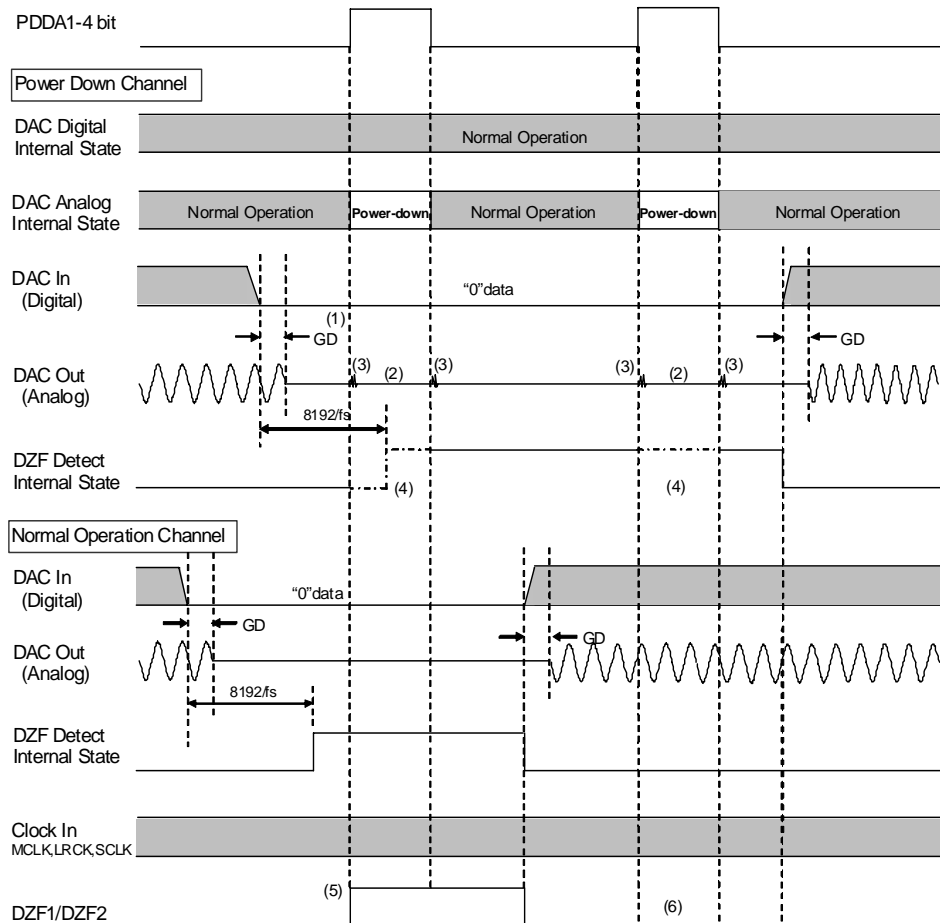 PDDA1-4 bit
Power Down Channel
DAC Digital
Internal State
Normal Operation
DAC Analog
Internal State
Normal Operation
Power-down
Normal Operation
Power-down
Normal Operation
DAC In
(Digital)
“0”data
(1)
GD
GD
DAC Out
(Analog)
(3)
(2)
(3)
(3)
(2)
(3)
8192/fs
DZF Detect
Internal State
(4)
(4)
Normal Operation Channel
DAC In
(Digital)
“0”data
GD
GD
DAC Out
(Analog)
8192/fs
DZF Detect
Internal State
Clock In
MCLK,LRCK,SCLK
(5)
(6)
DZF1/DZF2